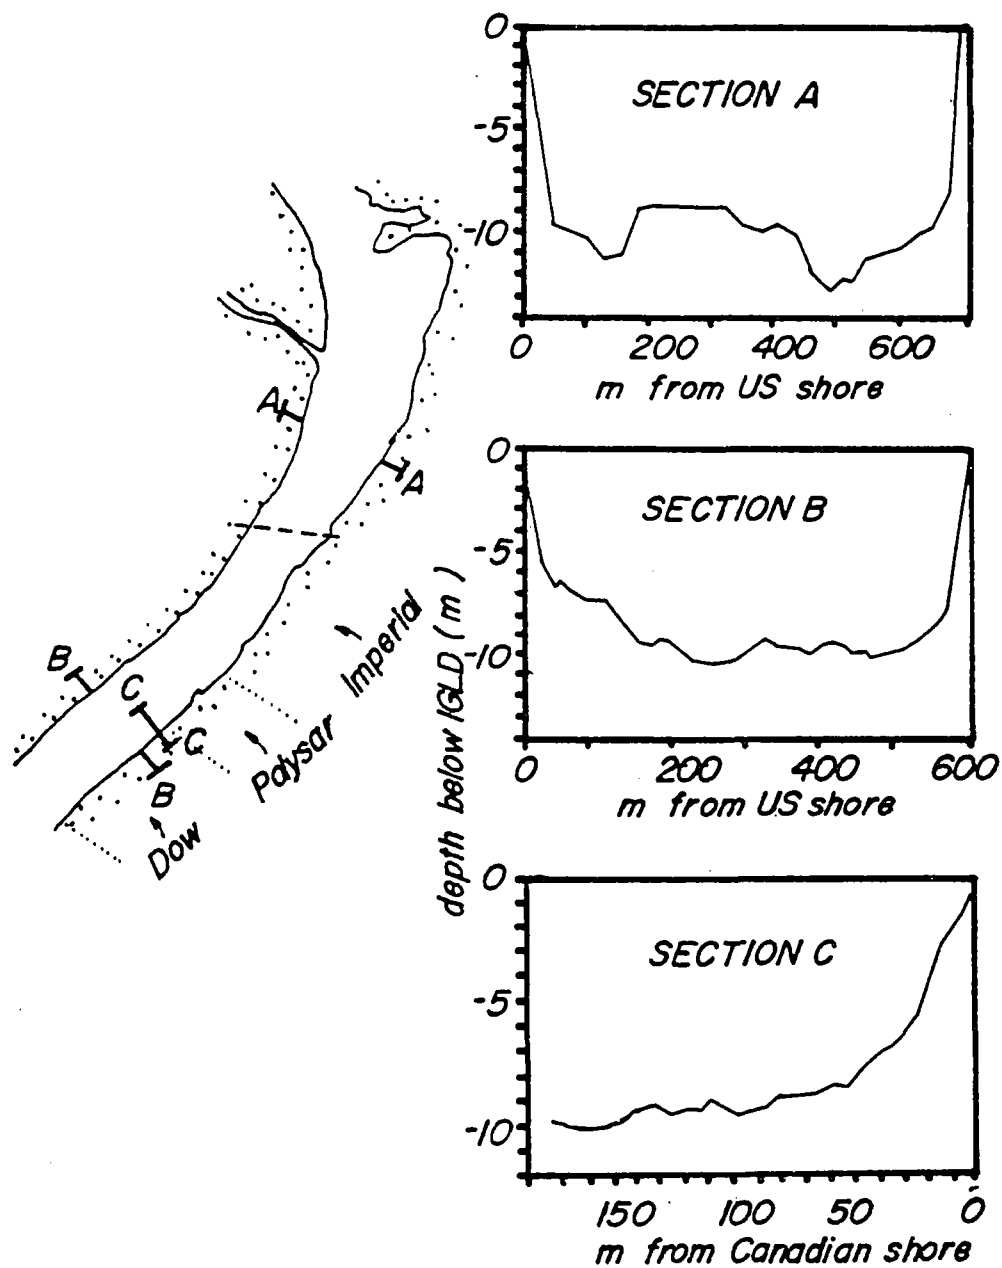 0
-5
-10
SECTION A
0 200 400 600
m from US shore
A
A
B
C
C
B
Imperial
Polysar
Dow
depth below IGLD (m)
0
-5
-10
SECTION B
0 200 400 600
m from US shore
0
-5
-10
SECTION C
150 100 50 0
m from Canadian shore